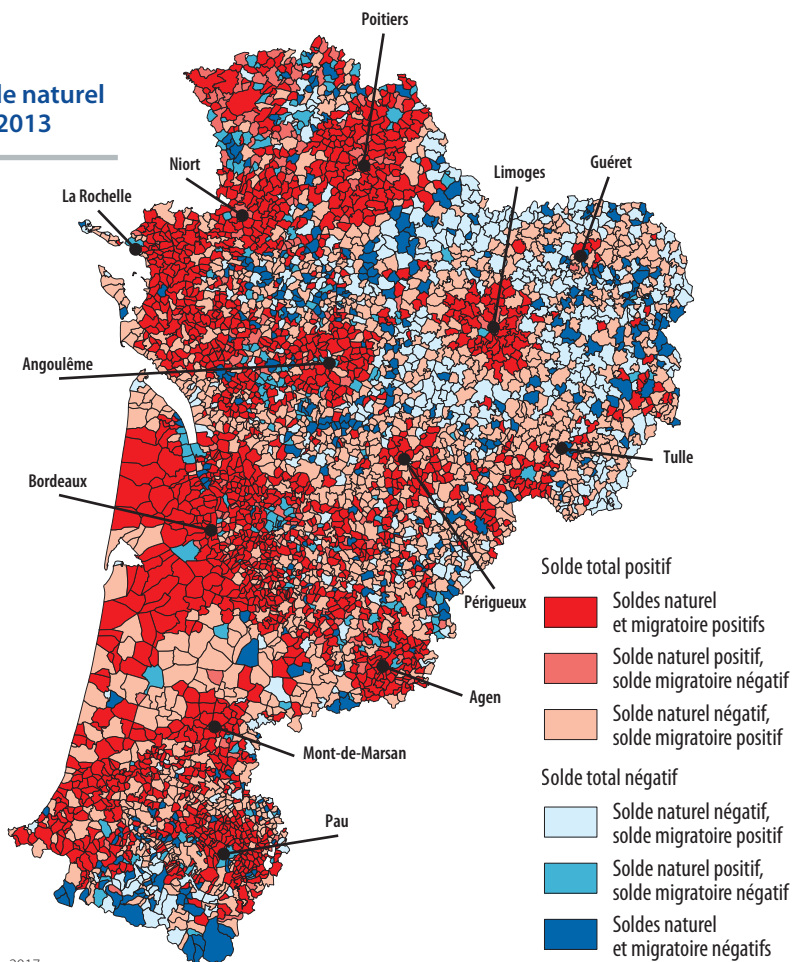 de naturel
2013
Poitiers
Niort
Limoges
Guéret
La Rochelle
Angoulême
Tulle
Bordeaux
Périgueux
Agen
Mont-de-Marsan
Pau
Solde total positif
Soldes naturel
et migratoire positifs
Solde naturel positif,
solde migratoire négatif
Solde naturel négatif,
solde migratoire positif
Solde total négatif
Solde naturel négatif,
solde migratoire positif
Solde naturel positif,
solde migratoire négatif
Soldes naturel
et migratoire négatifs
2017